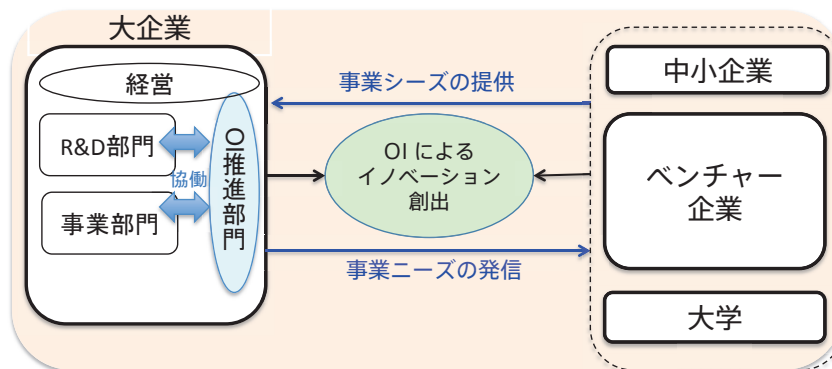 大企業
経営
R&D部門
協働
事業部門
OI推進部門
事業シーズの提供
OI による
イノベーション
創出
事業ニーズの発信
中小企業
ベンチャー
企業
大学